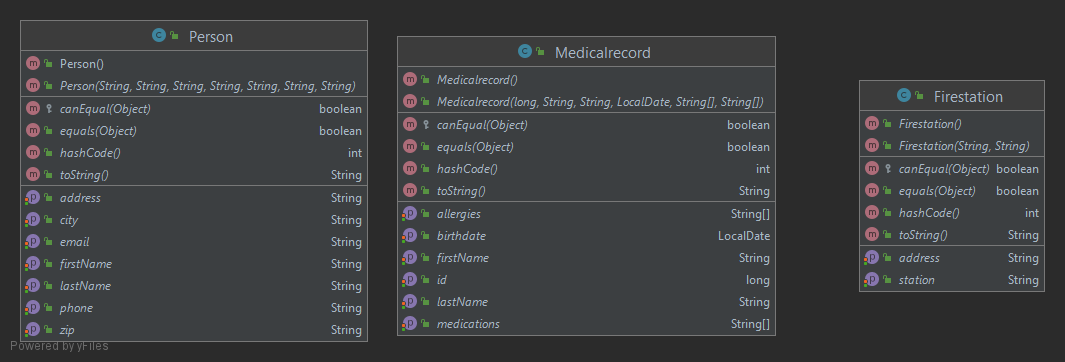 Person
Person()
Person(String, String, String, String, String, String, String)
canEqual(Object) boolean
equals(Object) boolean
hashCode() int
toString() String
address String
city String
email String
firstName String
lastName String
phone String
zip String
Medicalrecord
Medicalrecord()
Medicalrecord(long, String, String, LocalDate, String[], String[])
canEqual(Object) boolean
equals(Object) boolean
hashCode() int
toString() String
allergies String[]
birthdate LocalDate
firstName String
id long
lastName String
medications String[]
Firestation
Firestation()
Firestation(String, String)
canEqual(Object) boolean
equals(Object) boolean
hashCode() int
toString() String
address String
station String
Powered by yFiles